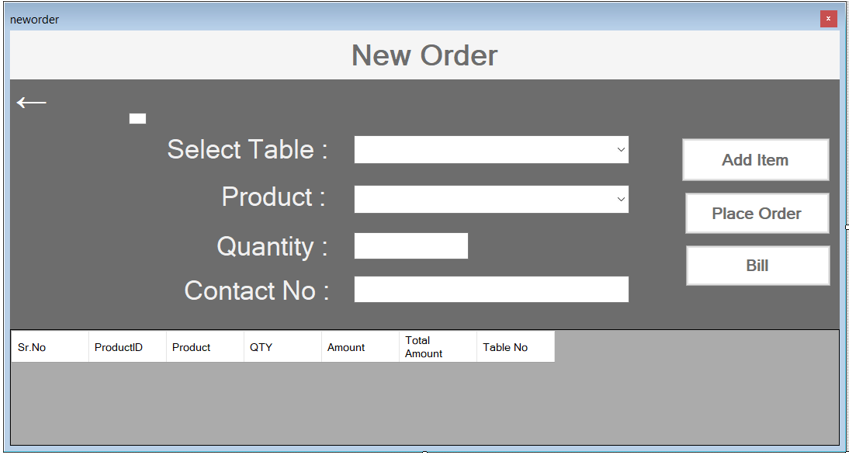 neworder
x
New Order
←
Select Table :
Product :
Quantity :
Contact No :
Add Item
Place Order
Bill
Sr.No ProductID Product QTY Amount Total Amount Table No